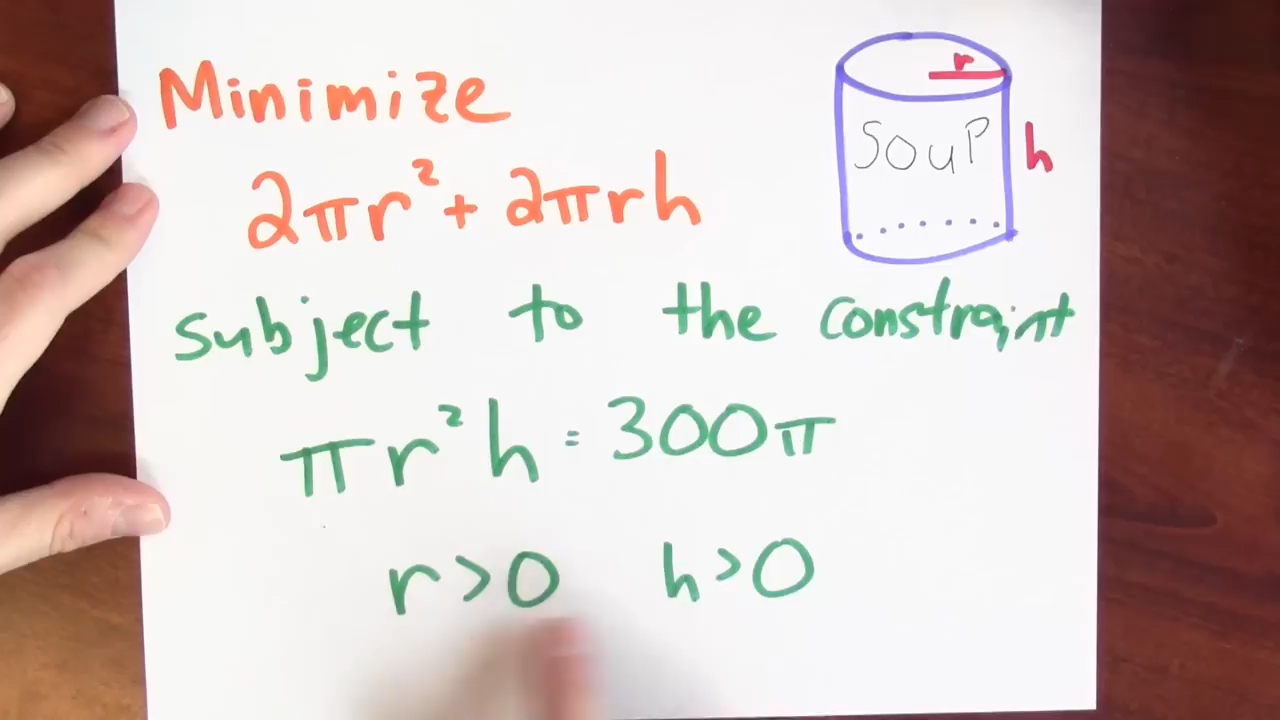 Minimize
2πr² + 2πrh
r
SOUP
h
subject to the constraint
πr²h = 300π
r > 0 h > 0